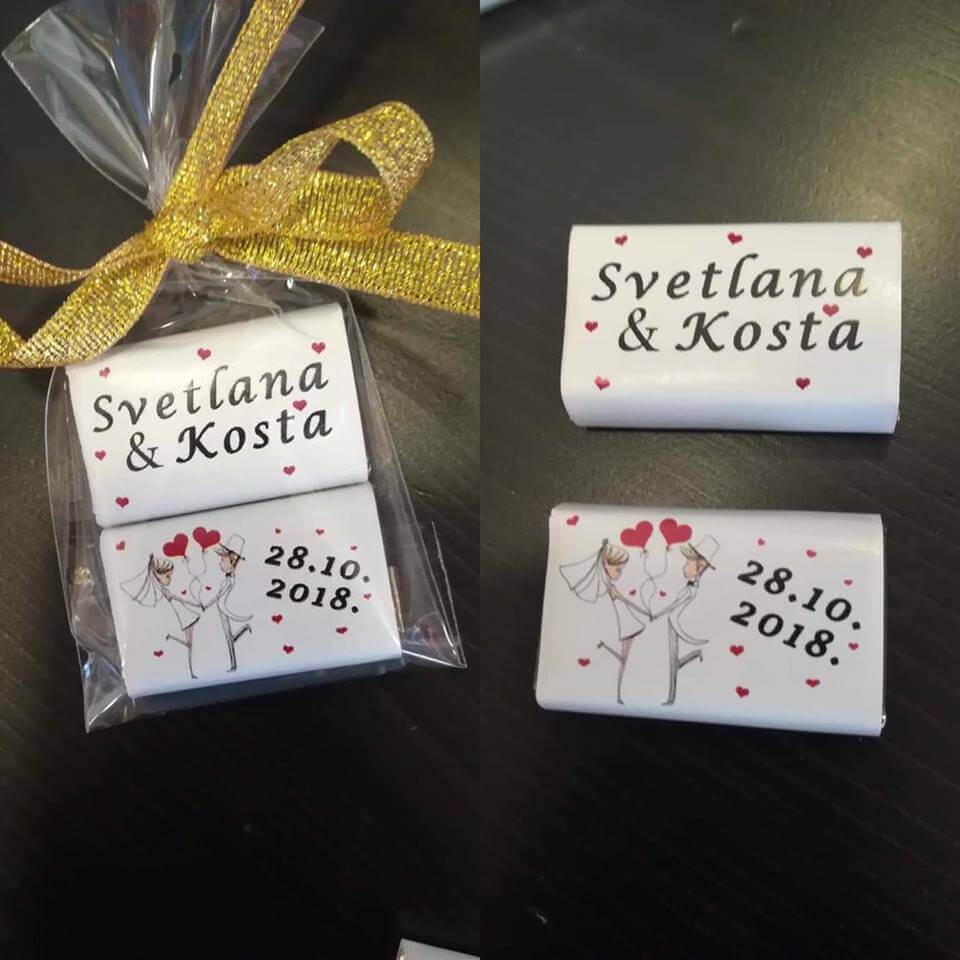 Svetlana
& Kosta
28.10.
2018.
Svetlana
& Kosta
28.10.
2018.